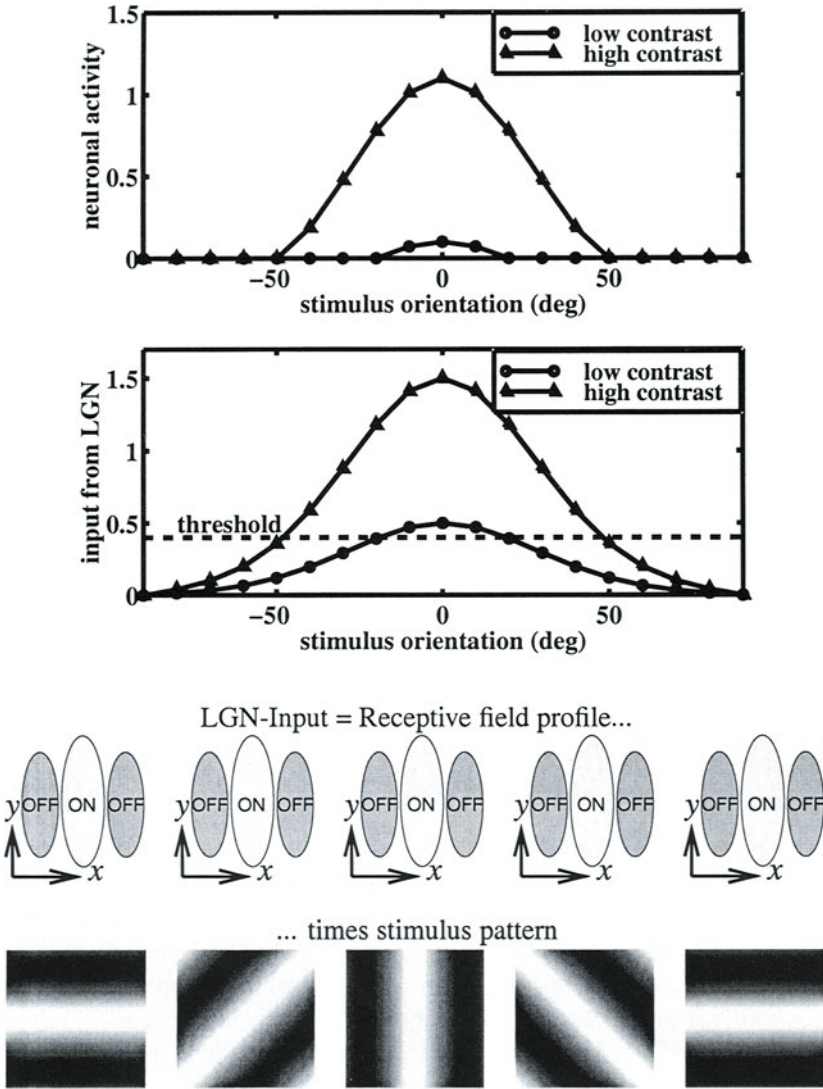 1.5
low contrast
high contrast
neuronal activity
1
0.5
0
−50 0 50
stimulus orientation (deg)
1.5
low contrast
high contrast
input from LGN
1
threshold
0.5
0
−50 0 50
stimulus orientation (deg)
LGN-Input = Receptive field profile...
y OFF ON OFF x
y OFF ON OFF x
y OFF ON OFF x
y OFF ON OFF x
y OFF ON OFF x
... times stimulus pattern